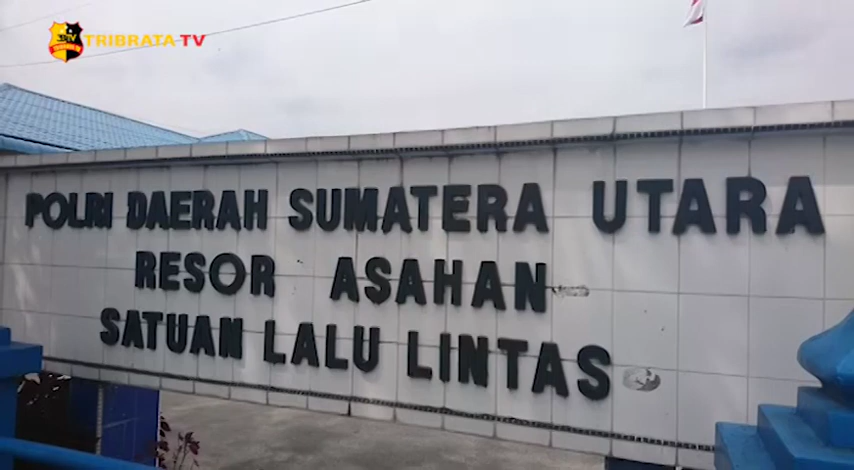 TRIBRATA TV
POLRI DAERAH SUMATERA UTARA
RESOR ASAHAN
SATUAN LALU LINTAS